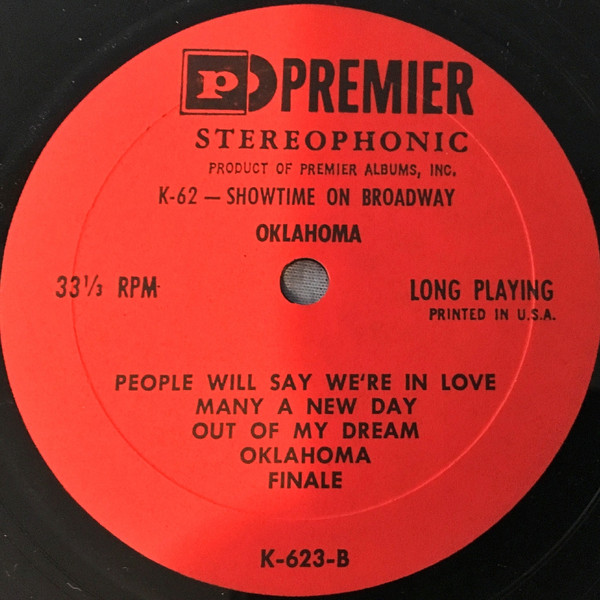 P PREMIER
STEREOPHONIC
PRODUCT OF PREMIER ALBUMS, INC.
K-62 — SHOWTIME ON BROADWAY
OKLAHOMA
33⅓ RPM
LONG PLAYING
PRINTED IN U.S.A.
PEOPLE WILL SAY WE'RE IN LOVE
MANY A NEW DAY
OUT OF MY DREAM
OKLAHOMA
FINALE
K-623-B